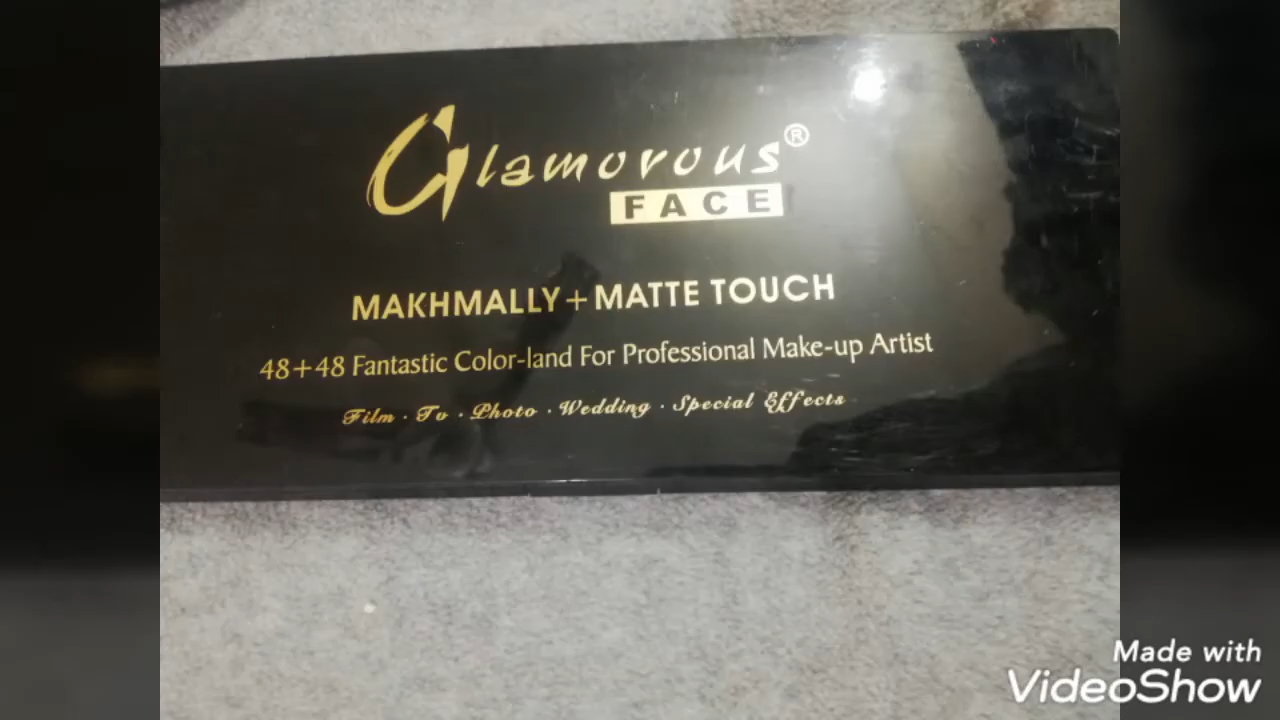 Glamorous®
FACE
MAKHMALLY+MATTE TOUCH
48+48 Fantastic Color-land For Professional Make-up Artist
Film · Tv · Photo · Wedding · Special Effects
Made with
VideoShow